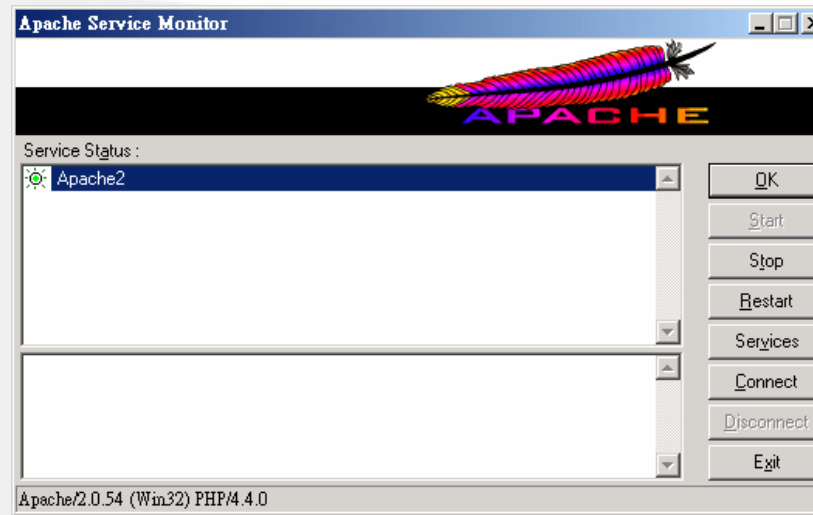 Apache Service Monitor
APACHE
Service Status :
Apache2
OK
Start
Stop
Restart
Services
Connect
Disconnect
Exit
Apache/2.0.54 (Win32) PHP/4.4.0